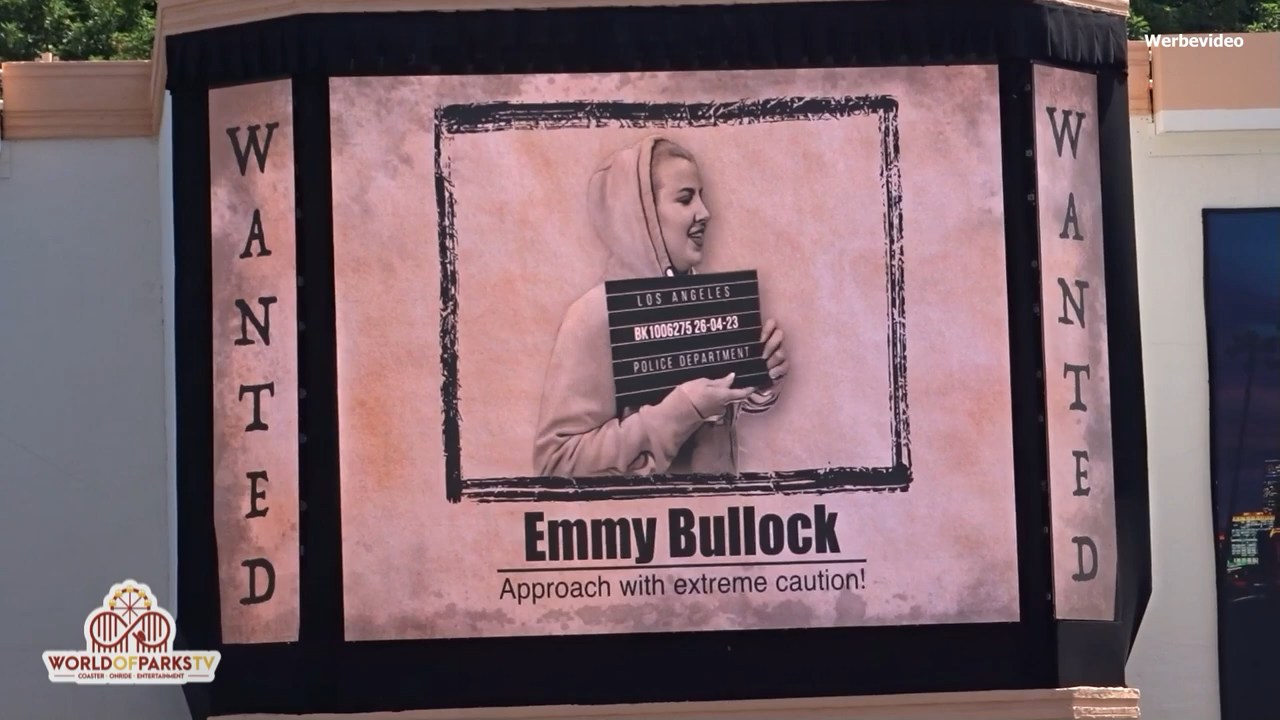 Werbevideo
WANTED
LOS ANGELES
BK1006275 26-04-23
POLICE DEPARTMENT
Emmy Bullock
Approach with extreme caution!
WANTED
WORLDOFPARKSTV
COASTER · ONRIDE · ENTERTAINMENT